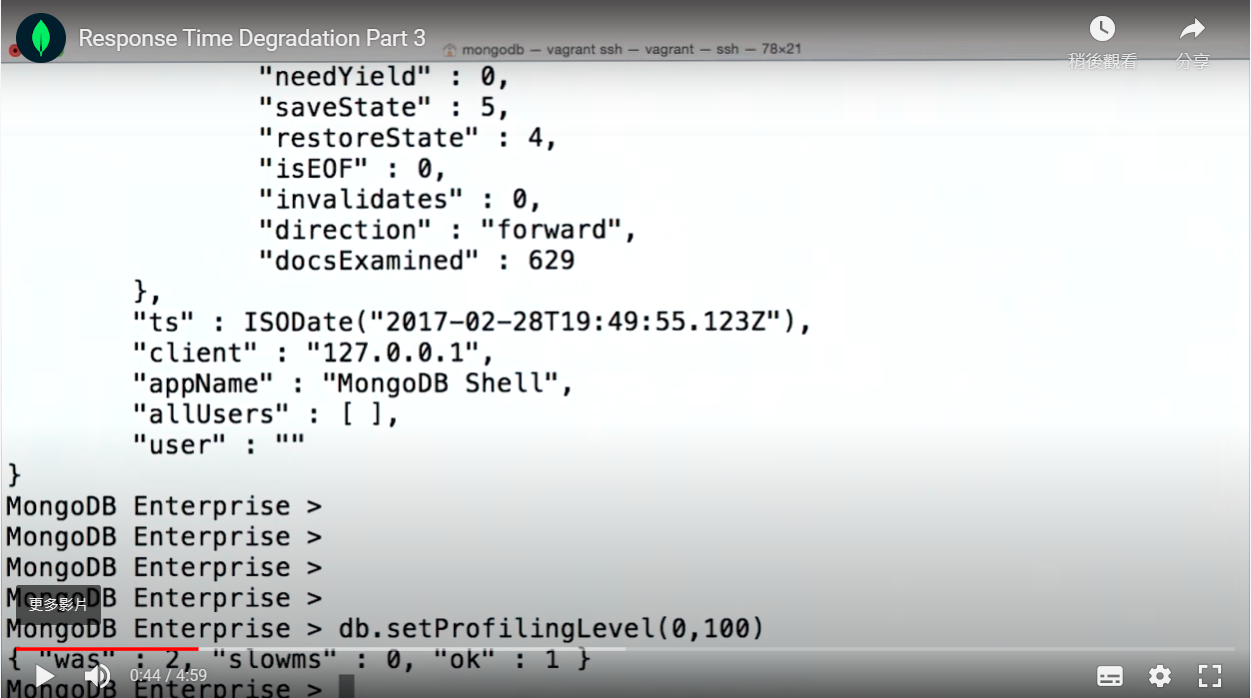 Response Time Degradation Part 3
mongodb — vagrant ssh — vagrant — ssh — 78×21
稍後觀看
分享
"needYield" : 0,
"saveState" : 5,
"restoreState" : 4,
"isEOF" : 0,
"invalidates" : 0,
"direction" : "forward",
"docsExamined" : 629
},
"ts" : ISODate("2017-02-28T19:49:55.123Z"),
"client" : "127.0.0.1",
"appName" : "MongoDB Shell",
"allUsers" : [ ],
"user" : ""
}
MongoDB Enterprise >
MongoDB Enterprise >
MongoDB Enterprise >
MongoDB Enterprise >
更多影片
MongoDB Enterprise > db.setProfilingLevel(0,100)
{ "was" : 2, "slowms" : 0, "ok" : 1 }
0:44 / 4:59
MongoDB Enterprise >